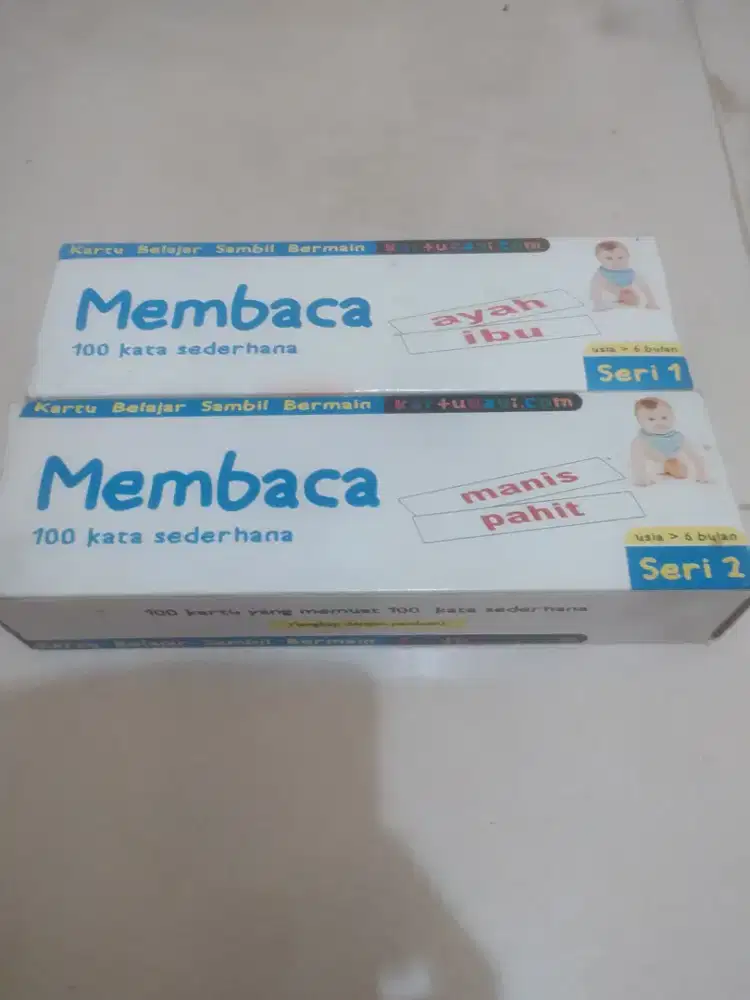 Kartu Belajar Sambil Bermain
Membaca
100 kata sederhana
ayah
ibu
usia > 6 bulan
Seri 1
Kartu Belajar Sambil Bermain
Membaca
100 kata sederhana
manis
pahit
usia > 6 bulan
Seri 2
100 kartu yang memuat 100 kata sederhana
Kartu Belajar Sambil Bermain